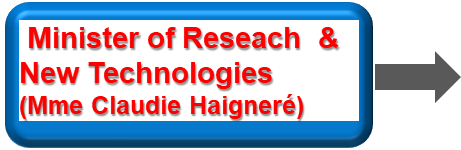 Minister of Reseach &
New Technologies
(Mme Claudie Haigneré)